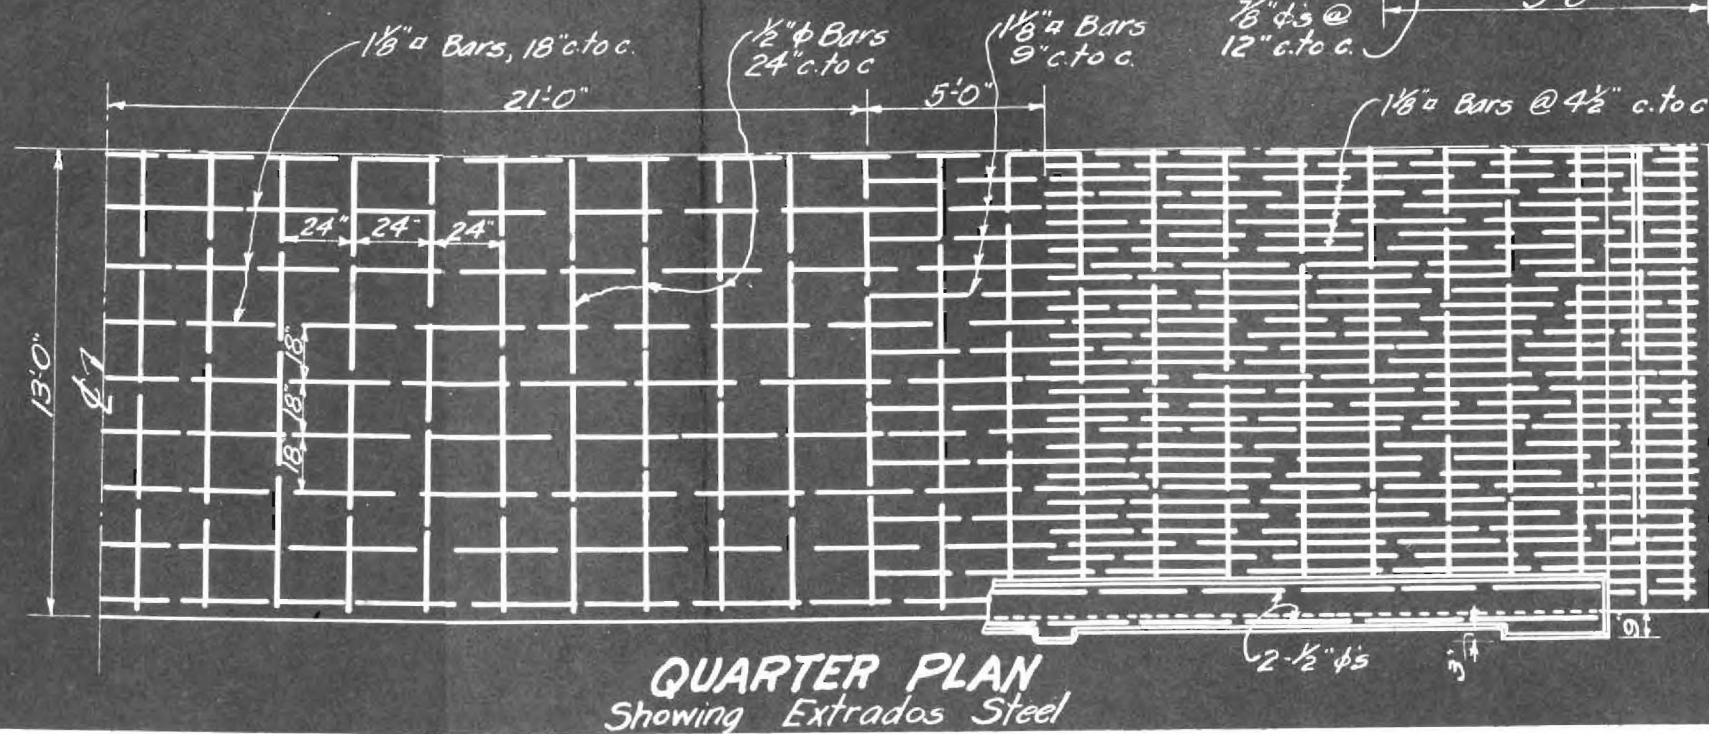 1⅛"⌑ Bars, 18"c.to c.
½"ϕ Bars
24"c.to c
1⅛"⌑ Bars
9"c.to c.
⅞"ϕ's @
12"c.to c.
21'-0"
5'-0"
1⅛"⌑ Bars @ 4½" c.to c
24" 24" 24"
13'-0"
℄
18" 18" 18"
2-½"ϕ's
3"
9"
QUARTER PLAN
Showing Extrados Steel